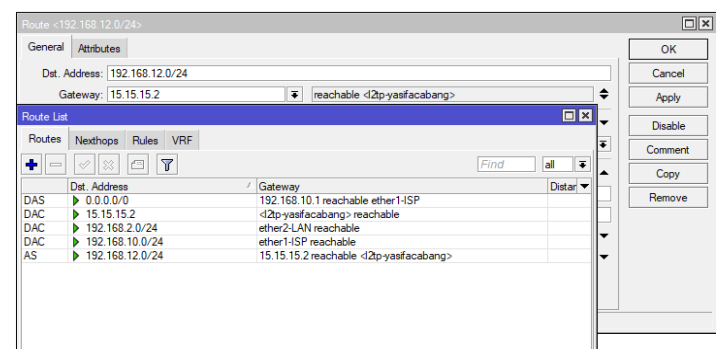 Route <192.168.12.0/24>
General Attributes
OK
Dst. Address: 192.168.12.0/24
Cancel
Gateway: 15.15.15.2 reachable <l2tp-yasifacabang>
Apply
Route List
Disable
Routes Nexthops Rules VRF
Comment
Find all
Copy
Dst. Address / Gateway Distar
Remove
DAS 0.0.0.0/0 192.168.10.1 reachable ether1-ISP
DAC 15.15.15.2 <l2tp-yasifacabang> reachable
DAC 192.168.2.0/24 ether2-LAN reachable
DAC 192.168.10.0/24 ether1-ISP reachable
AS 192.168.12.0/24 15.15.15.2 reachable <l2tp-yasifacabang>